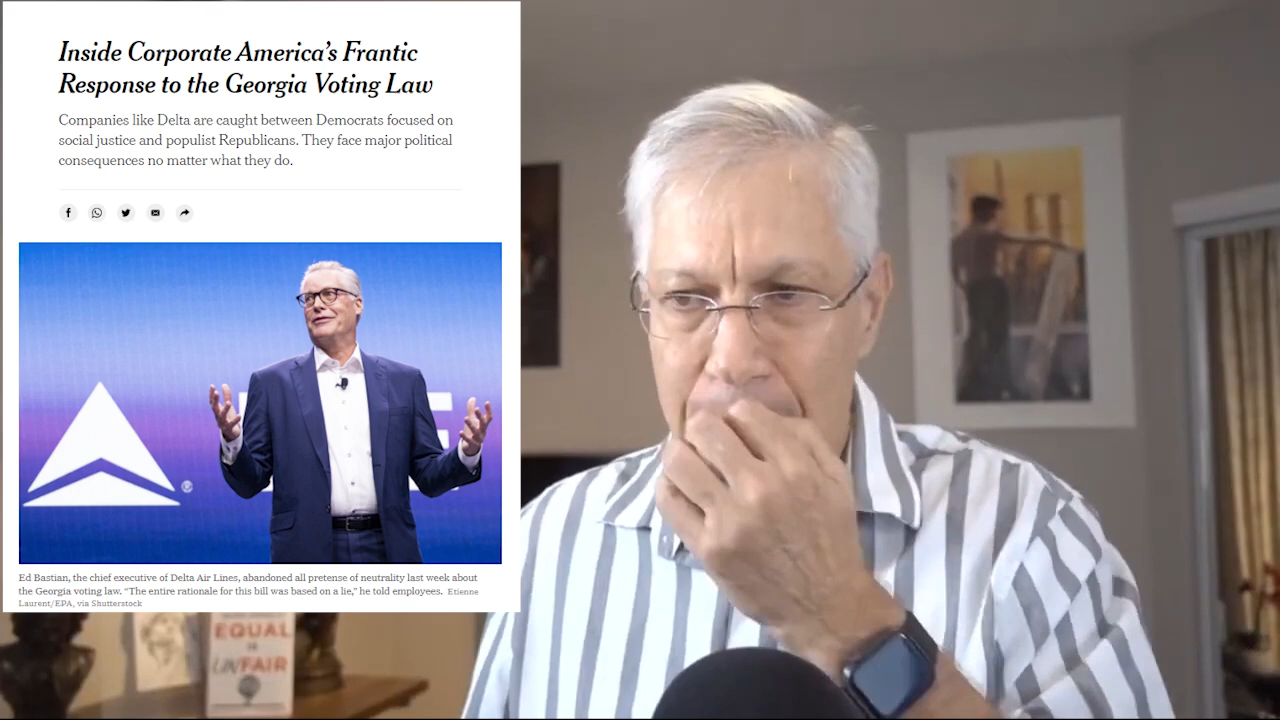 Inside Corporate America’s Frantic
Response to the Georgia Voting Law
Companies like Delta are caught between Democrats focused on
social justice and populist Republicans. They face major political
consequences no matter what they do.
Ed Bastian, the chief executive of Delta Air Lines, abandoned all pretense of neutrality last week about
the Georgia voting law. “The entire rationale for this bill was based on a lie,” he told employees. Etienne
Laurent/EPA, via Shutterstock
EQUAL
IS
UNFAIR